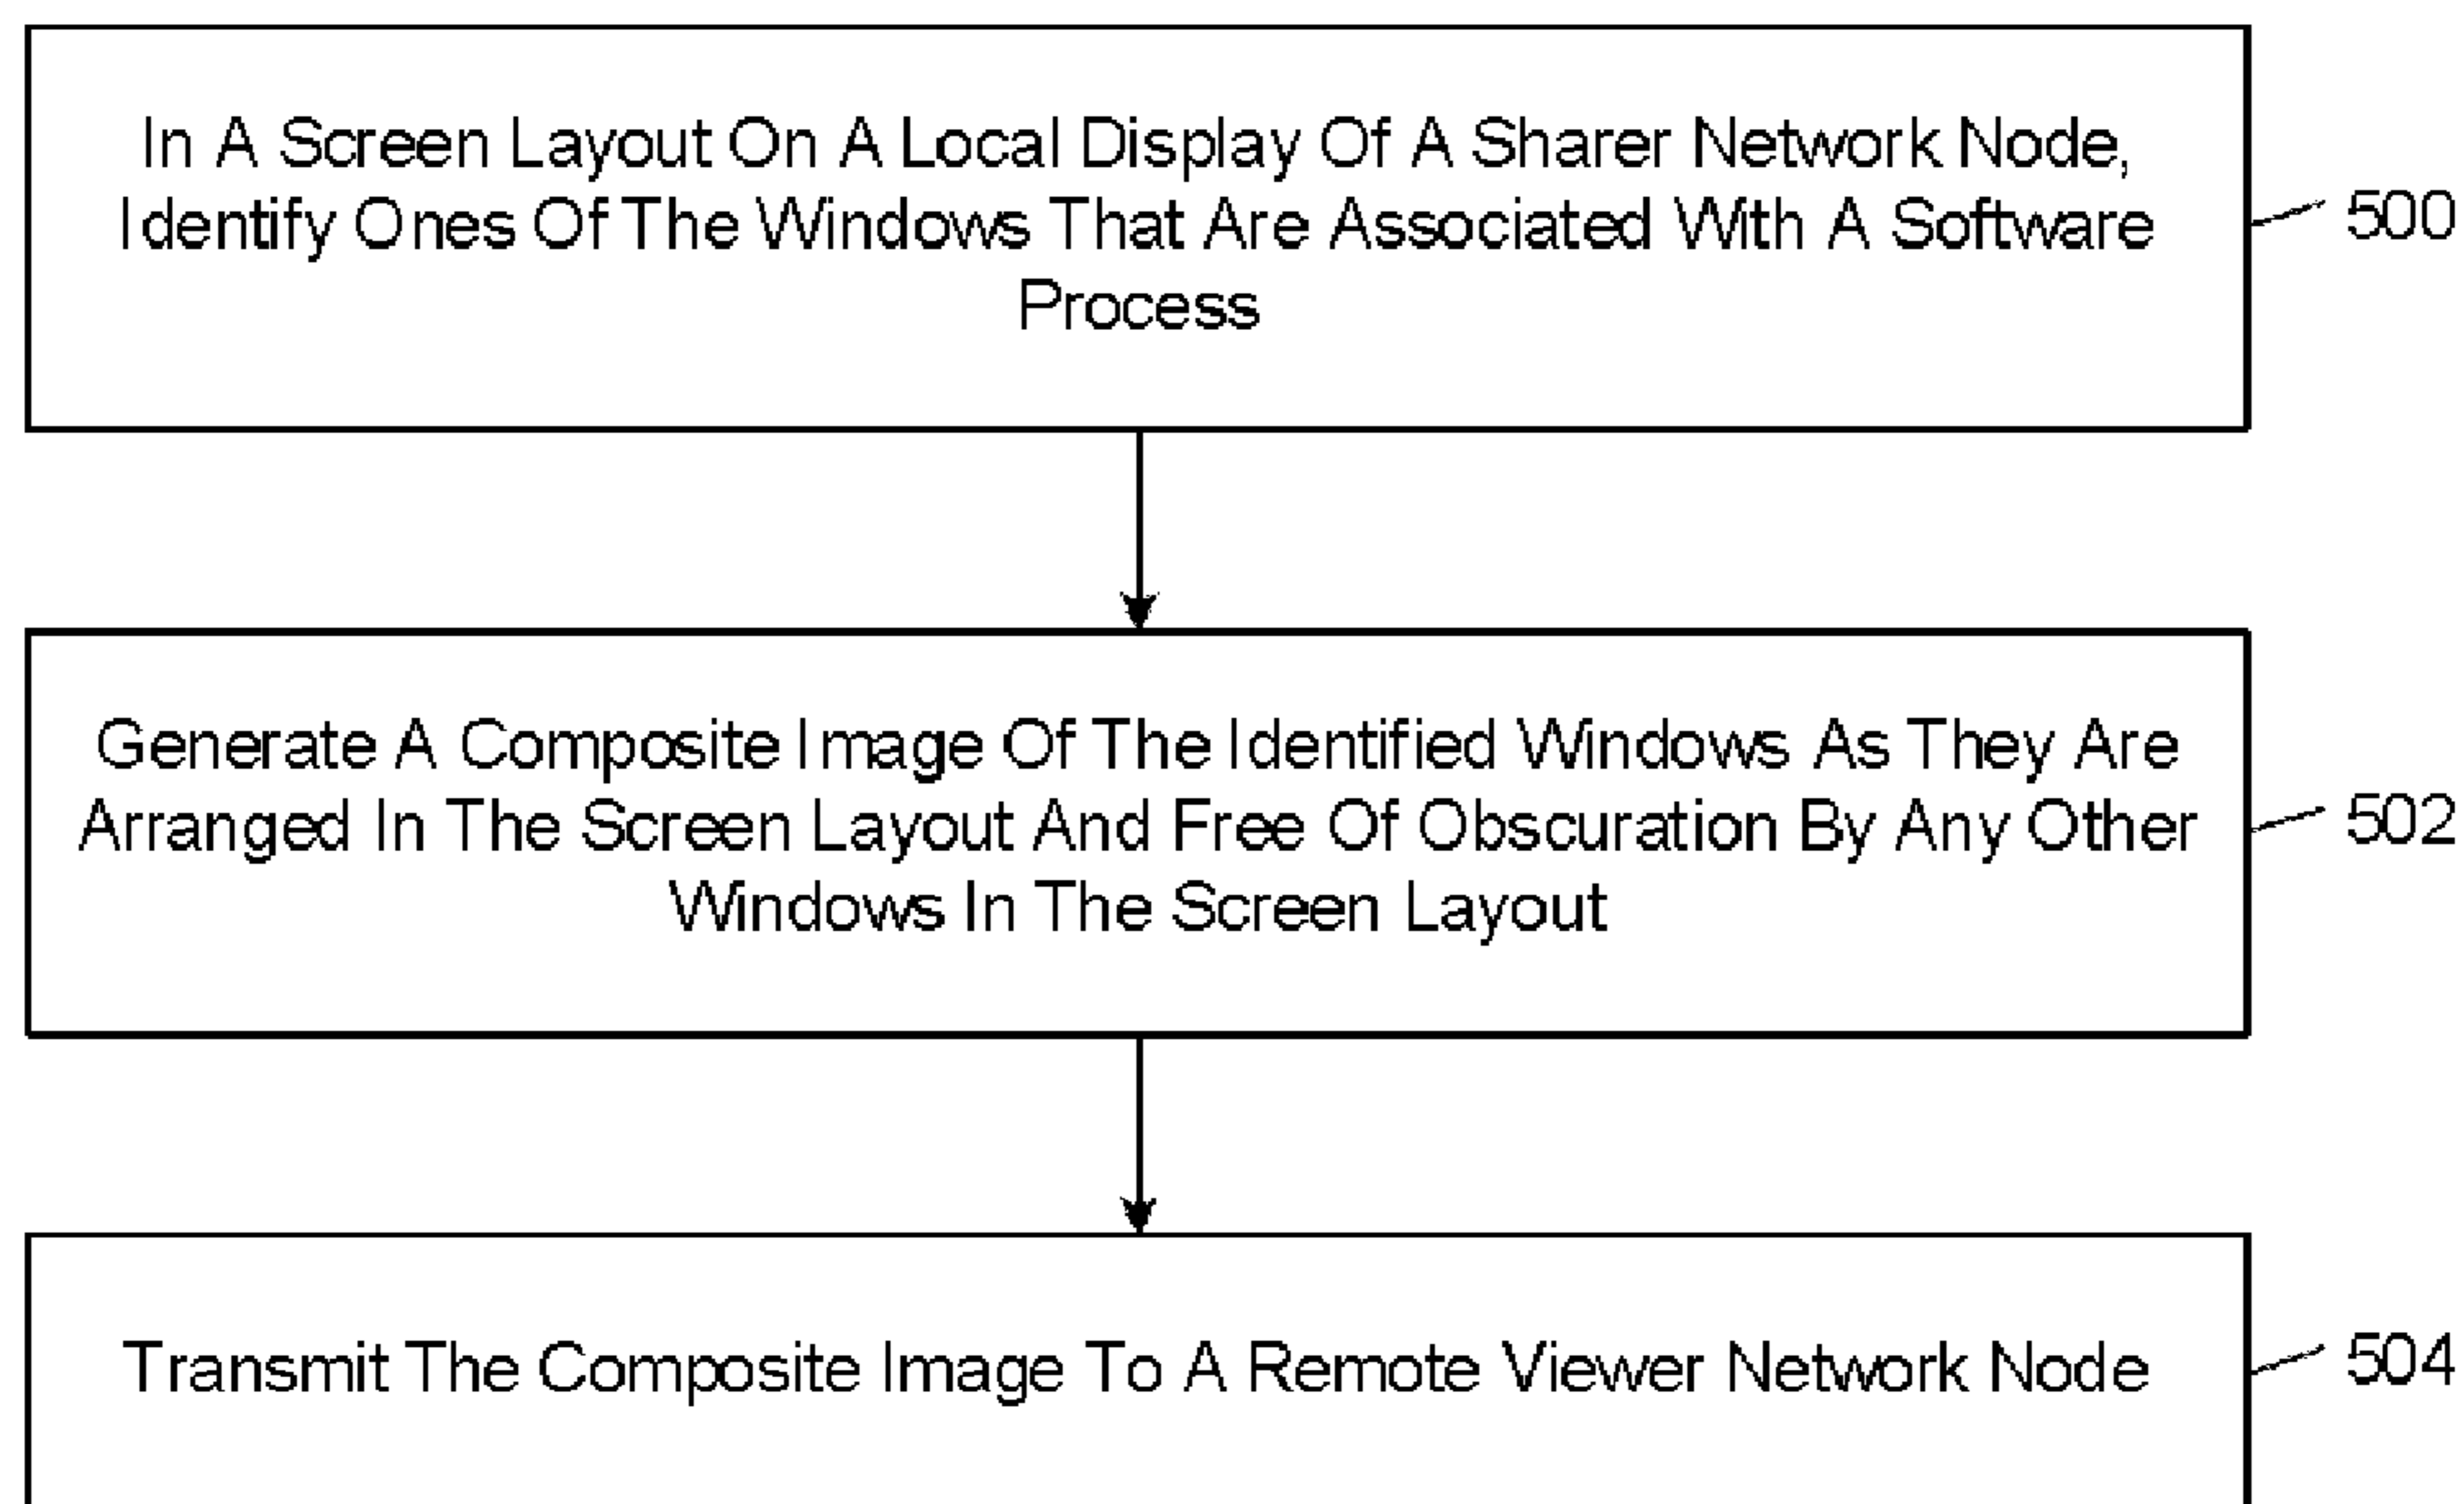 In A Screen Layout On A Local Display Of A Sharer Network Node,
Identify Ones Of The Windows That Are Associated With A Software
Process
500
Generate A Composite Image Of The Identified Windows As They Are
Arranged In The Screen Layout And Free Of Obscuration By Any Other
Windows In The Screen Layout
502
Transmit The Composite Image To A Remote Viewer Network Node
504